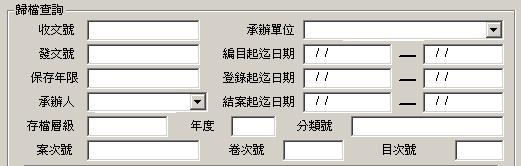 歸檔查詢
收文號 承辦單位
發文號 編目起迄日期 / / — / /
保存年限 登錄起迄日期 / / — / /
承辦人 結案起迄日期 / / — / /
存檔層級 年度 分類號
案次號 卷次號 目次號